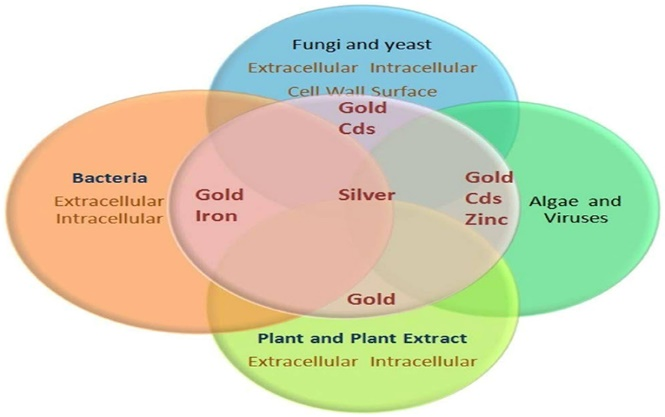 Fungi and yeast
Extracellular Intracellular
Cell Wall Surface
Gold
Cds
Bacteria
Extracellular
Intracellular
Gold
Iron
Silver
Gold
Cds
Zinc
Algae and
Viruses
Gold
Plant and Plant Extract
Extracellular Intracellular